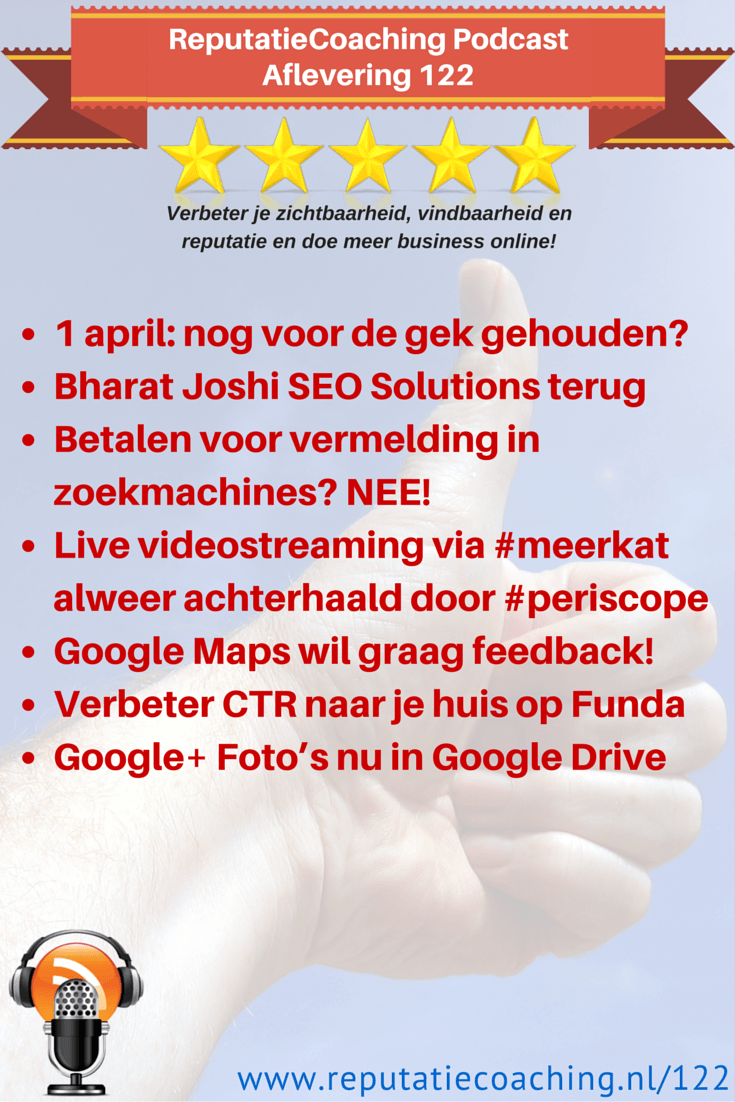 ReputatieCoaching Podcast
Aflevering 122
Verbeter je zichtbaarheid, vindbaarheid en
reputatie en doe meer business online!
• 1 april: nog voor de gek gehouden?
• Bharat Joshi SEO Solutions terug
• Betalen voor vermelding in
zoekmachines? NEE!
• Live videostreaming via #meerkat
alweer achterhaald door #periscope
• Google Maps wil graag feedback!
• Verbeter CTR naar je huis op Funda
• Google+ Foto’s nu in Google Drive
www.reputatiecoaching.nl/122